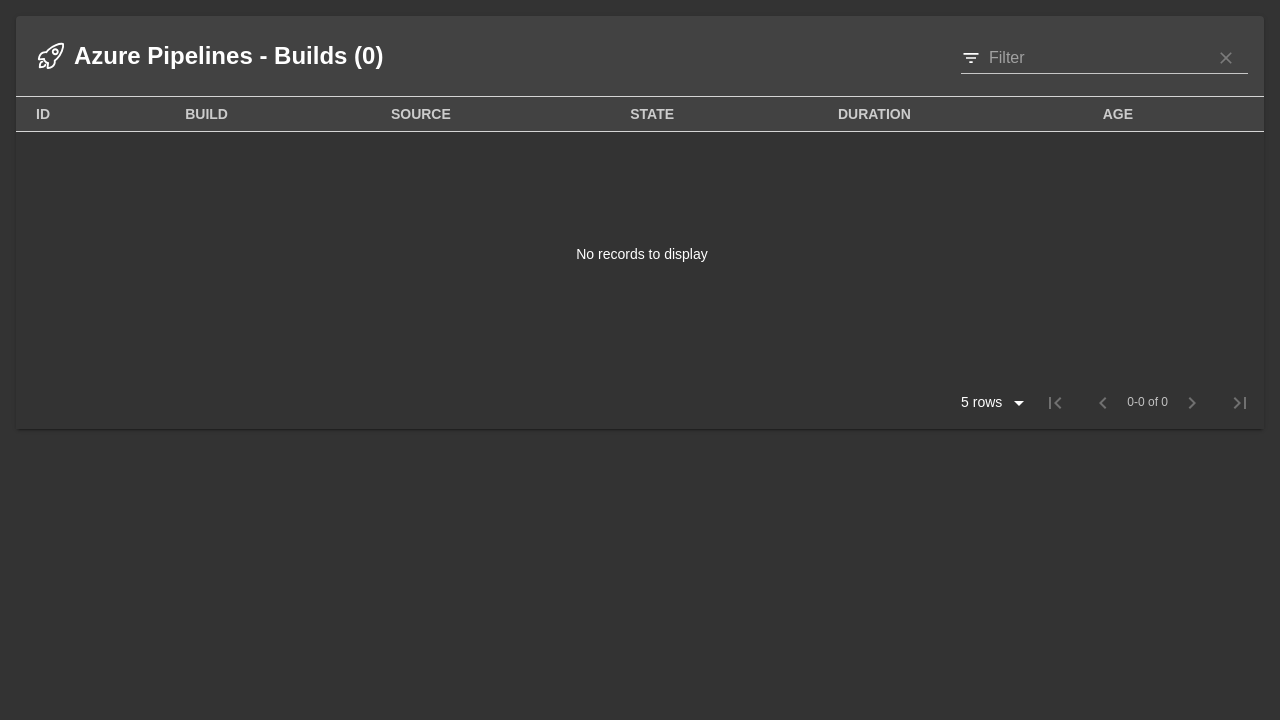 Azure Pipelines - Builds (0)
Filter
ID BUILD SOURCE STATE DURATION AGE
No records to display
5 rows 0-0 of 0